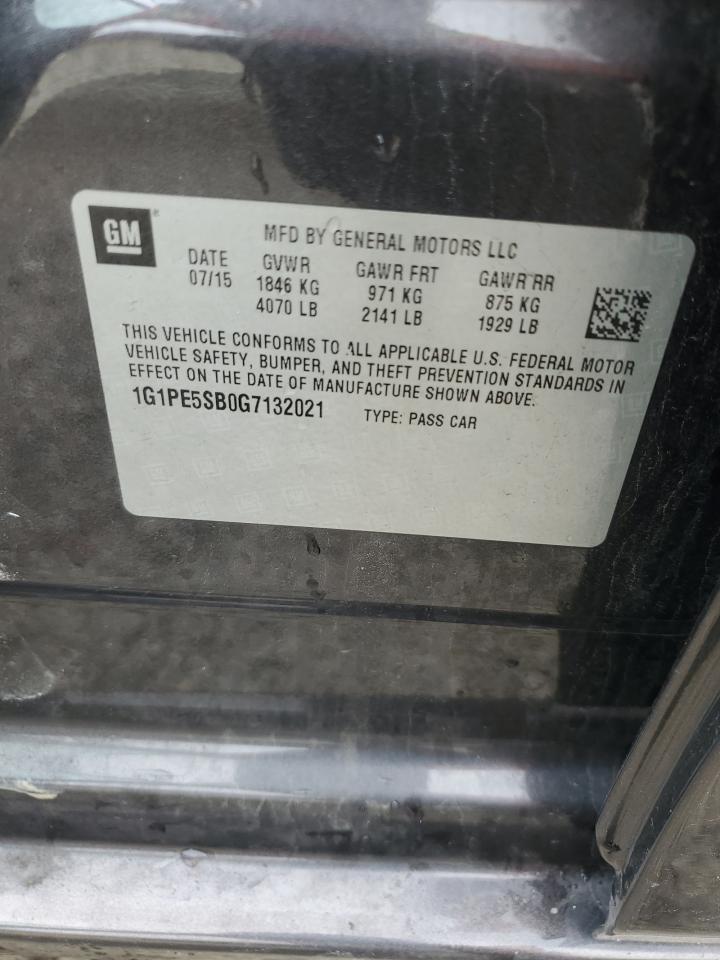 GM
MFD BY GENERAL MOTORS LLC
DATE GVWR GAWR FRT GAWR RR
07/15 1846 KG 971 KG 875 KG
4070 LB 2141 LB 1929 LB
THIS VEHICLE CONFORMS TO ALL APPLICABLE U.S. FEDERAL MOTOR
VEHICLE SAFETY, BUMPER, AND THEFT PREVENTION STANDARDS IN
EFFECT ON THE DATE OF MANUFACTURE SHOWN ABOVE.
1G1PE5SB0G7132021 TYPE: PASS CAR